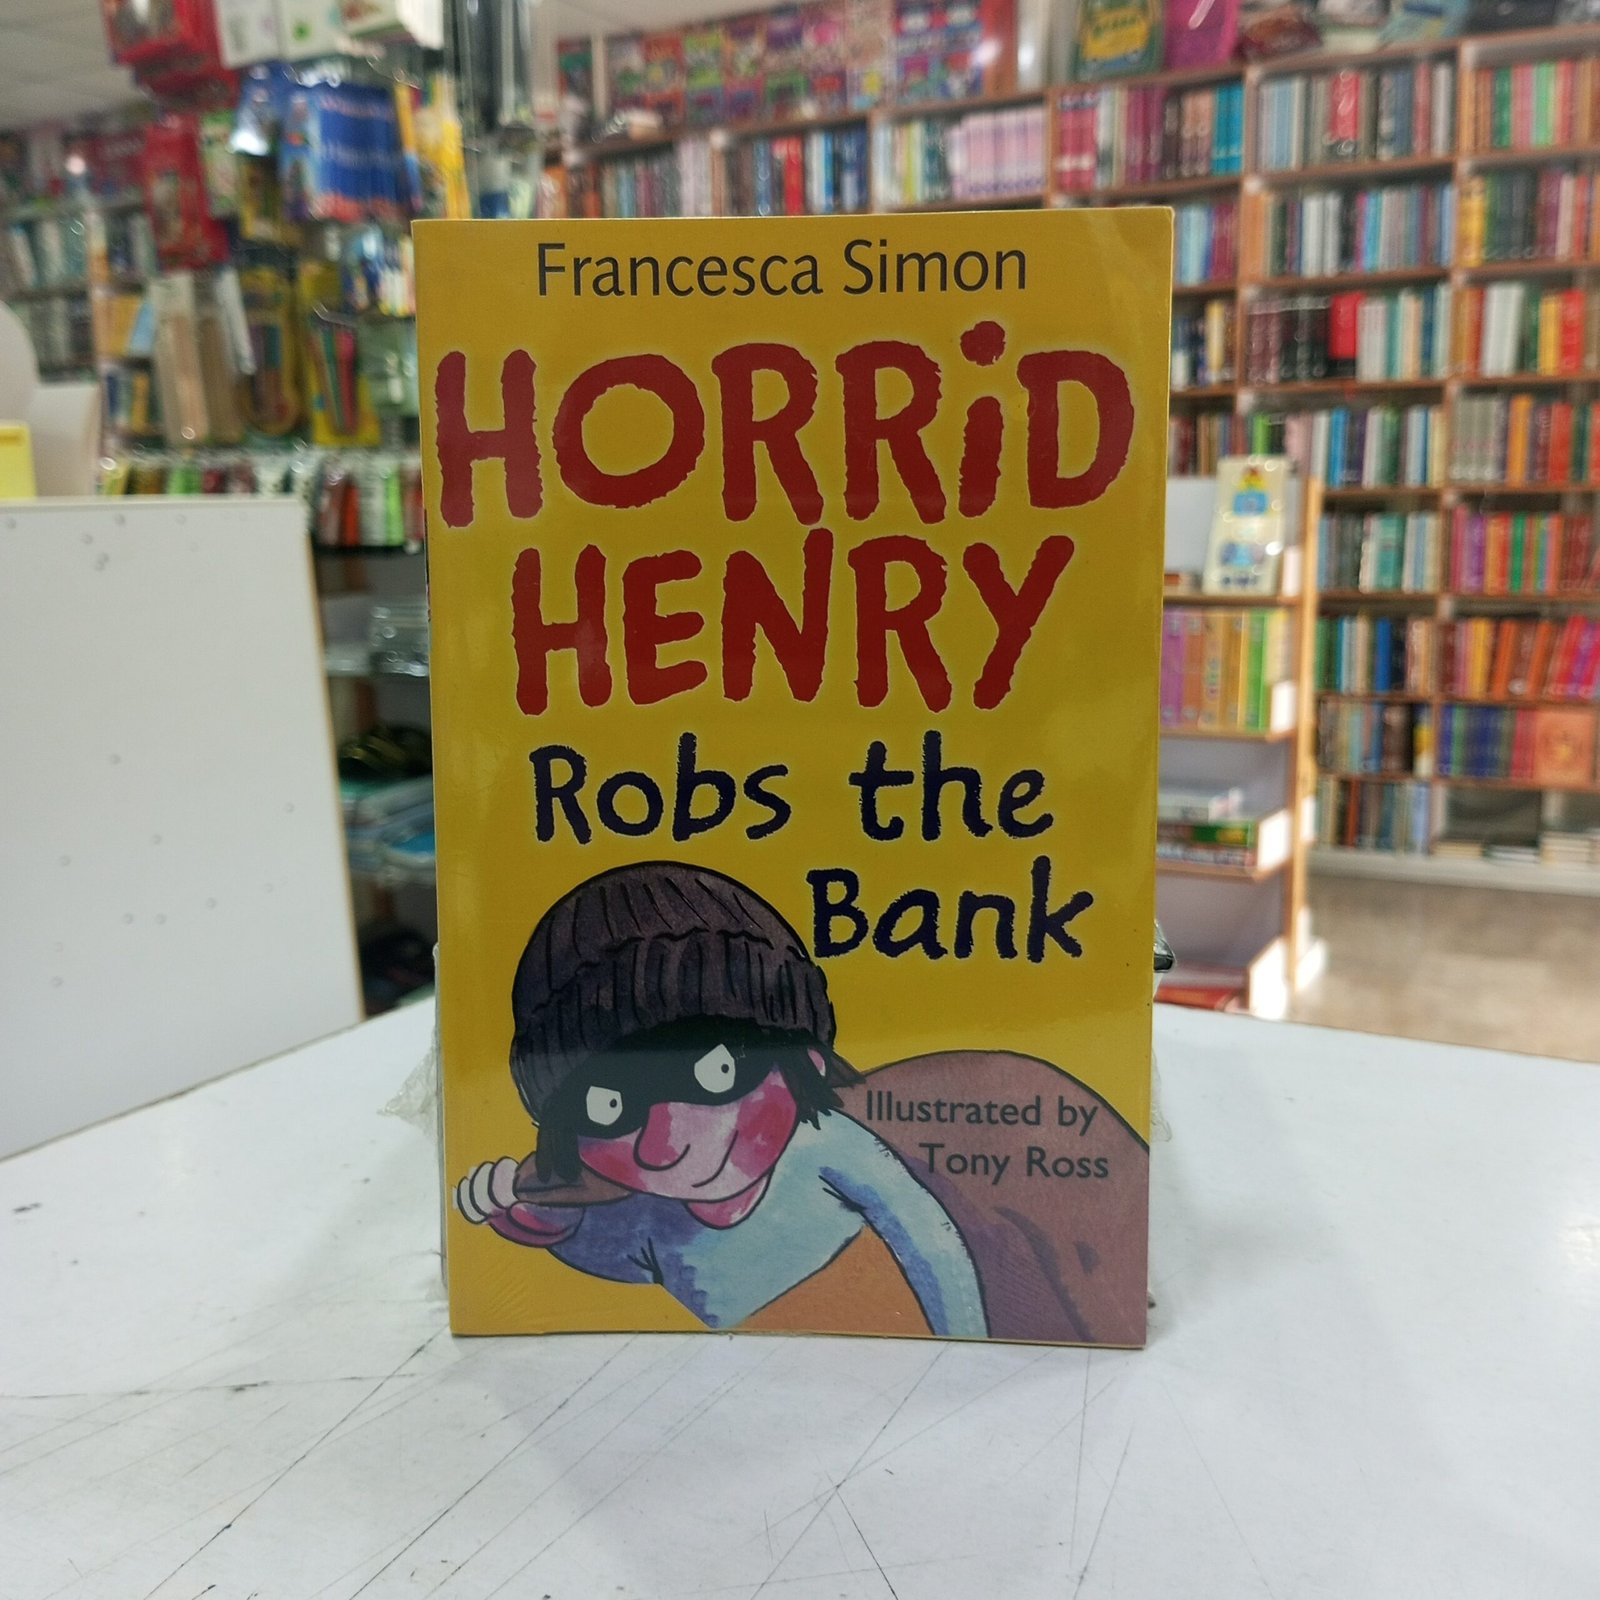 Francesca Simon
HORRiD
HENRY
Robs the
Bank
Illustrated by
Tony Ross